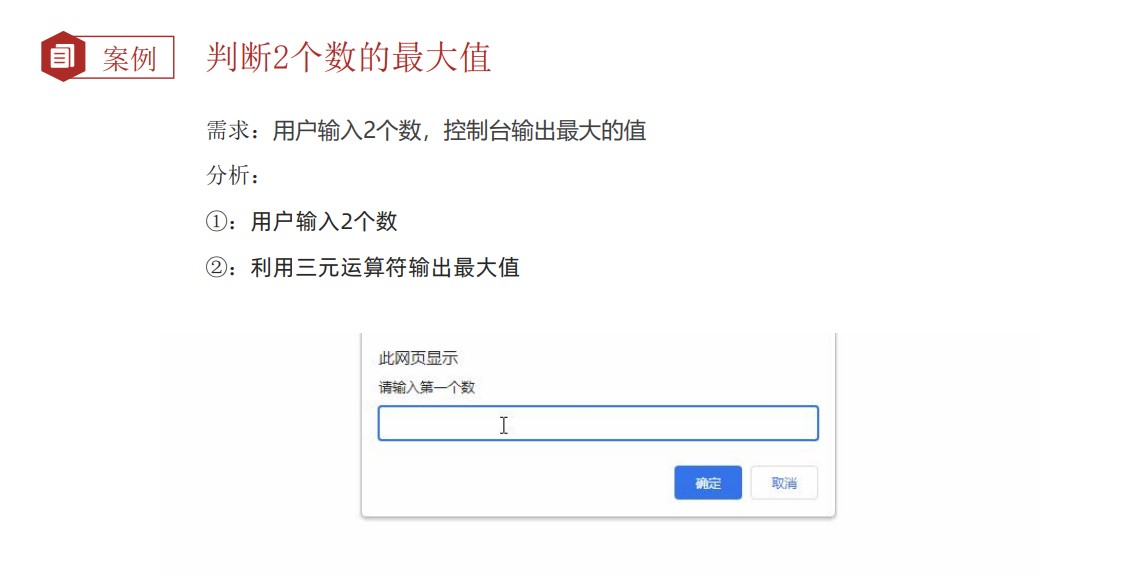 案例
判断2个数的最大值
需求：用户输入2个数，控制台输出最大的值
分析：
①：用户输入2个数
②：利用三元运算符输出最大值
此网页显示
请输入第一个数
确定
取消